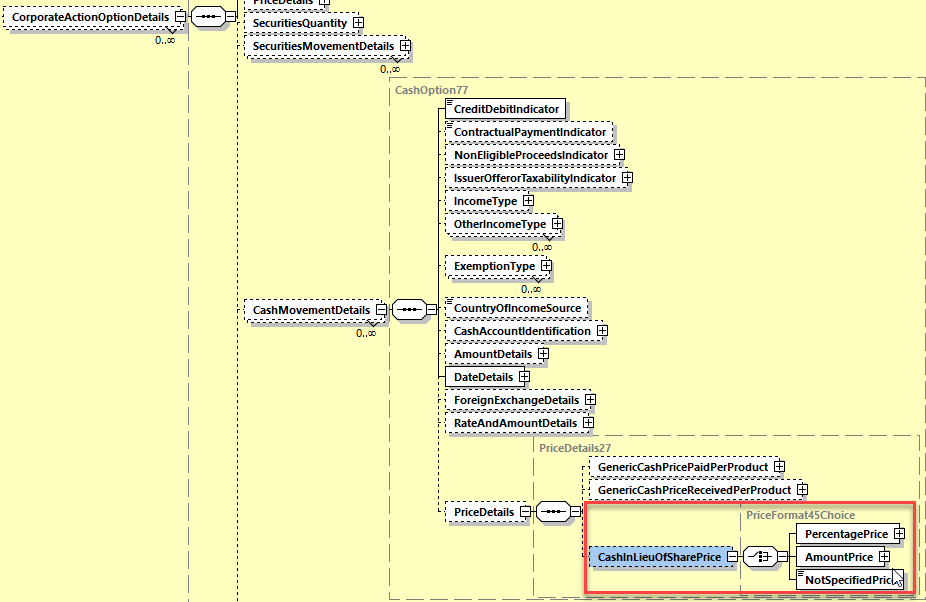 PriceDetails
CorporateActionOptionDetails
0..∞
SecuritiesQuantity
SecuritiesMovementDetails
0..∞
CashOption77
CreditDebitIndicator
ContractualPaymentIndicator
NonEligibleProceedsIndicator
IssuerOfferorTaxabilityIndicator
IncomeType
OtherIncomeType
0..∞
ExemptionType
0..∞
CashMovementDetails
0..∞
CountryOfIncomeSource
CashAccountIdentification
AmountDetails
DateDetails
ForeignExchangeDetails
RateAndAmountDetails
PriceDetails27
GenericCashPricePaidPerProduct
GenericCashPriceReceivedPerProduct
PriceDetails
PriceFormat45Choice
PercentagePrice
CashInLieuOfSharePrice
AmountPrice
NotSpecifiedPric